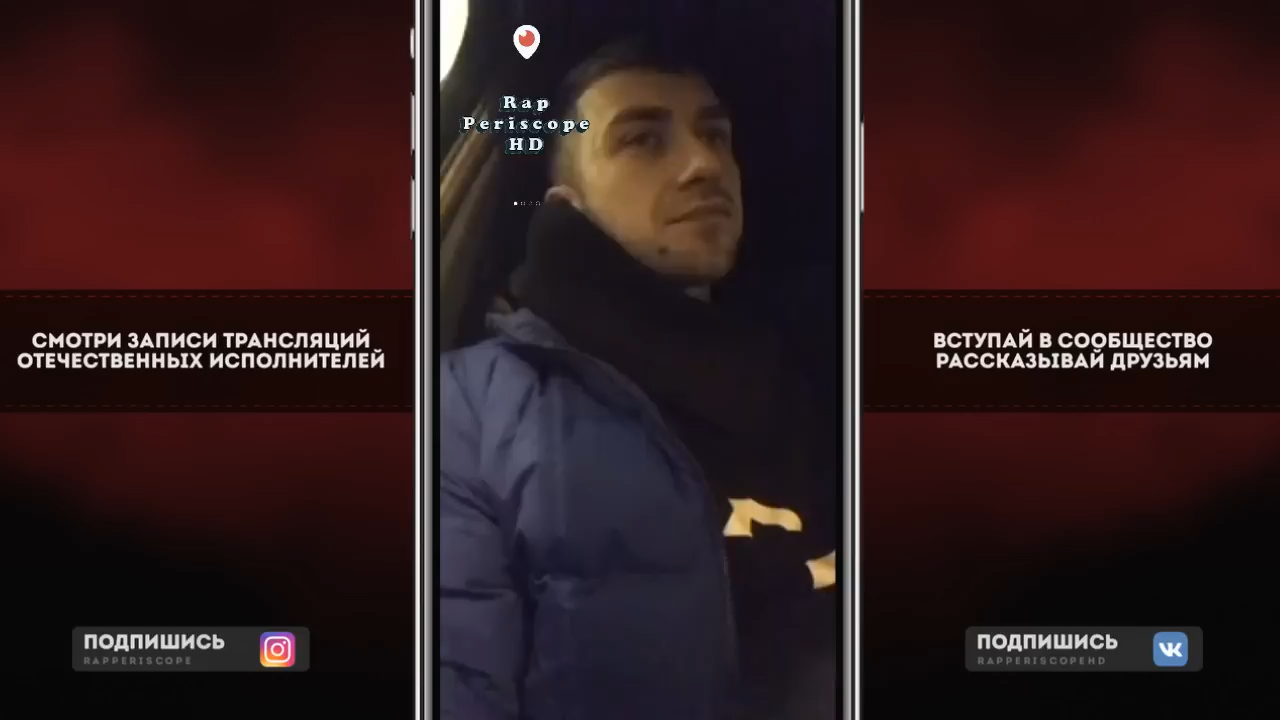 Rap
Periscope
HD
СМОТРИ ЗАПИСИ ТРАНСЛЯЦИЙ
ОТЕЧЕСТВЕННЫХ ИСПОЛНИТЕЛЕЙ
ВСТУПАЙ В СООБЩЕСТВО
РАССКАЗЫВАЙ ДРУЗЬЯМ
ПОДПИШИСЬ
RAPPERISCOPE
ПОДПИШИСЬ
RAPPERISCOPEHD